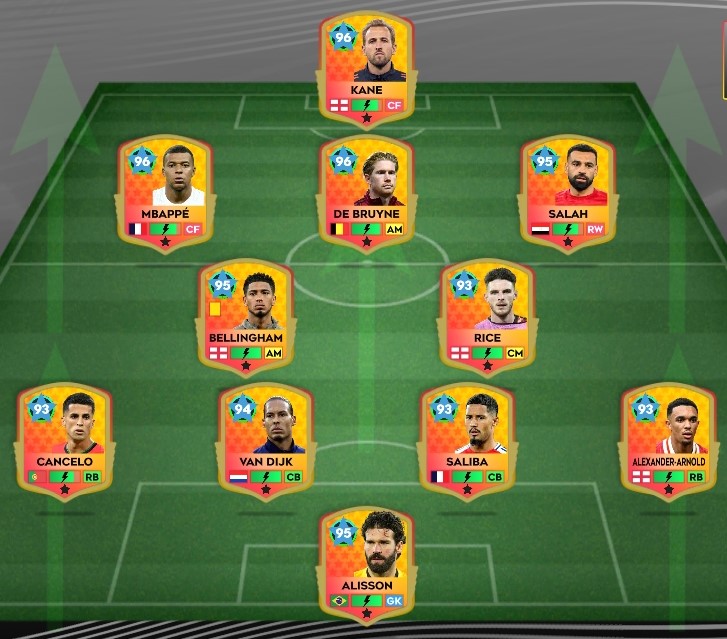 96
KANE
CF
96
MBAPPÉ
CF
96
DE BRUYNE
AM
95
SALAH
RW
95
BELLINGHAM
AM
93
RICE
CM
93
CANCELO
RB
94
VAN DIJK
CB
93
SALIBA
CB
93
ALEXANDER-ARNOLD
RB
95
ALISSON
GK